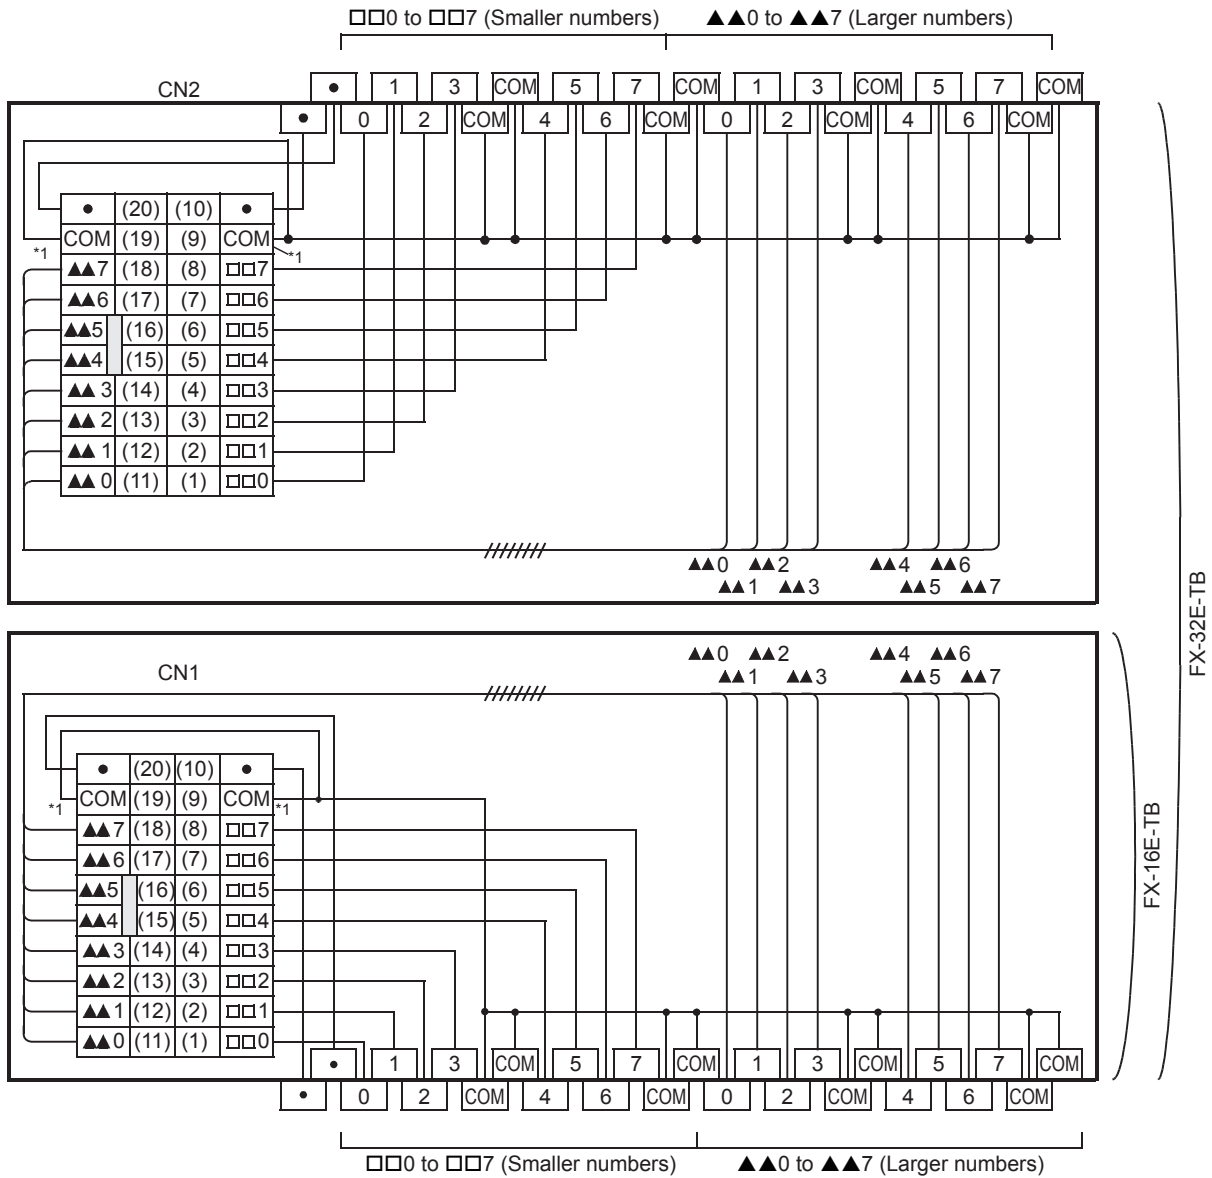 □□0 to □□7 (Smaller numbers) ▲▲0 to ▲▲7 (Larger numbers)
CN2
• 1 3 COM 5 7 COM 1 3 COM 5 7 COM
• 0 2 COM 4 6 COM 0 2 COM 4 6 COM
• (20) (10) •
COM (19) (9) COM
*1 *1
▲▲7 (18) (8) □□7
▲▲6 (17) (7) □□6
▲▲5 (16) (6) □□5
▲▲4 (15) (5) □□4
▲▲3 (14) (4) □□3
▲▲2 (13) (3) □□2
▲▲1 (12) (2) □□1
▲▲0 (11) (1) □□0
▲▲0 ▲▲2 ▲▲4 ▲▲6
▲▲1 ▲▲3 ▲▲5 ▲▲7
FX-32E-TB
CN1
▲▲0 ▲▲2 ▲▲4 ▲▲6
▲▲1 ▲▲3 ▲▲5 ▲▲7
• (20) (10) •
COM (19) (9) COM
*1 *1
▲▲7 (18) (8) □□7
▲▲6 (17) (7) □□6
▲▲5 (16) (6) □□5
▲▲4 (15) (5) □□4
▲▲3 (14) (4) □□3
▲▲2 (13) (3) □□2
▲▲1 (12) (2) □□1
▲▲0 (11) (1) □□0
FX-16E-TB
• 1 3 COM 5 7 COM 1 3 COM 5 7 COM
• 0 2 COM 4 6 COM 0 2 COM 4 6 COM
□□0 to □□7 (Smaller numbers) ▲▲0 to ▲▲7 (Larger numbers)